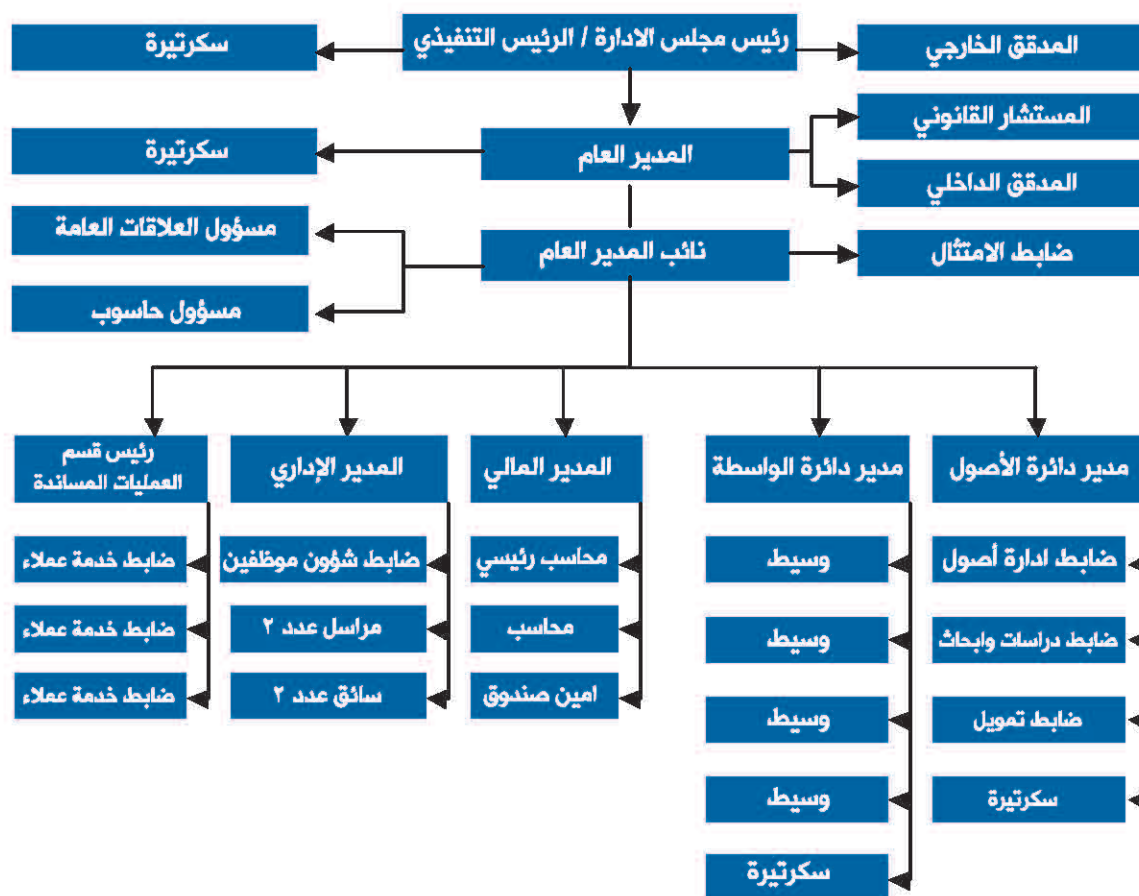 رئيس مجلس الادارة / الرئيس التنفيذي
المدقق الخارجي
سكرتيرة
المستشار القانوني
المدير العام
سكرتيرة
المدقق الداخلي
مسؤول العلاقات العامة
ضابط الامتثال
نائب المدير العام
مسؤول حاسوب
مدير دائرة الأصول
مدير دائرة الواسطة
المدير المالي
المدير الإداري
رئيس قسم
العمليات المساندة
ضابط ادارة أصول
وسيط
محاسب رئيسي
ضابط شؤون موظفين
ضابط خدمة عملاء
ضابط دراسات وابحاث
وسيط
محاسب
مراسل عدد ٢
ضابط خدمة عملاء
ضابط تمويل
وسيط
امين صندوق
سائق عدد ٢
ضابط خدمة عملاء
سكرتيرة
وسيط
سكرتيرة